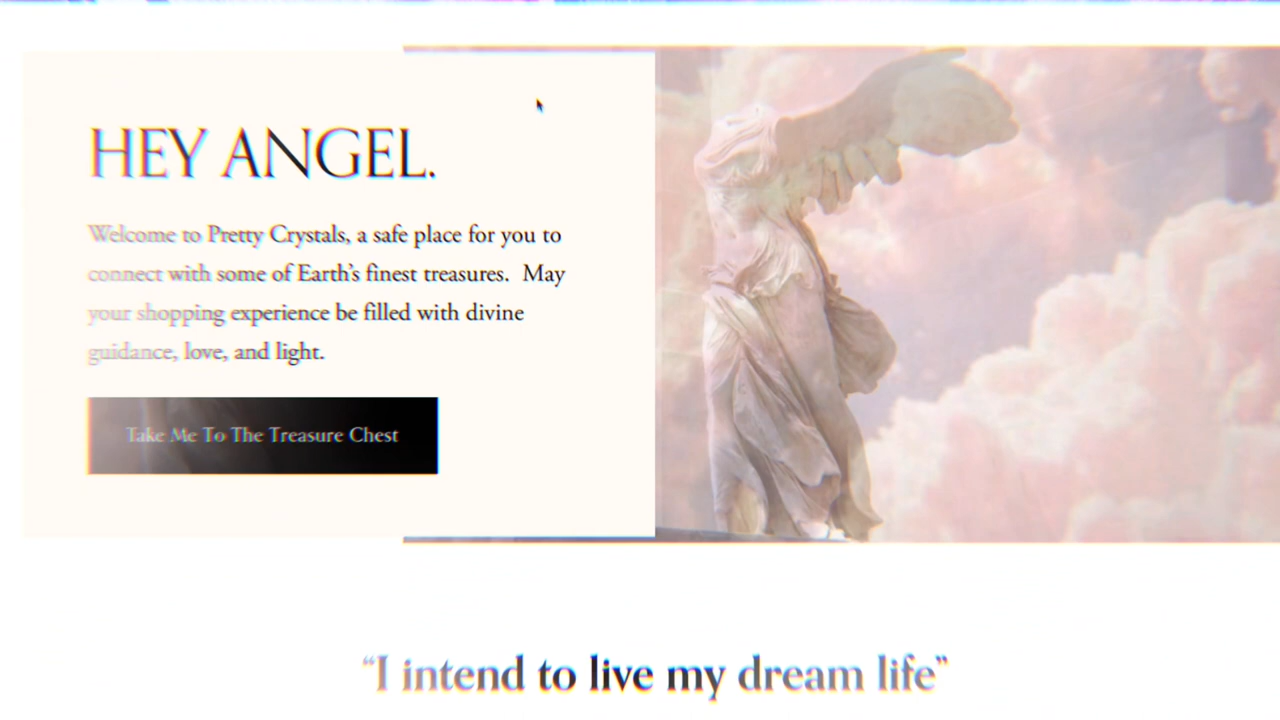 HEY ANGEL.
Welcome to Pretty Crystals, a safe place for you to
connect with some of Earth's finest treasures.  May
your shopping experience be filled with divine
guidance, love, and light.
Take Me To The Treasure Chest
“I intend to live my dream life”